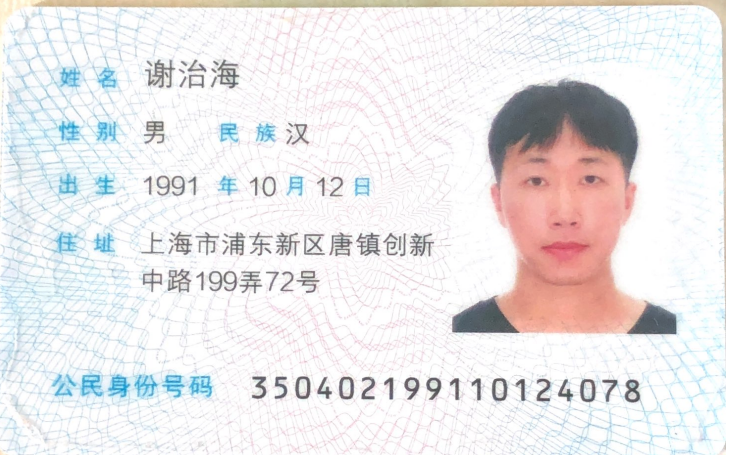 姓名 谢治海
性别 男 民族 汉
出生 1991 年 10 月 12 日
住址 上海市浦东新区唐镇创新
中路199弄72号
公民身份号码 350402199110124078